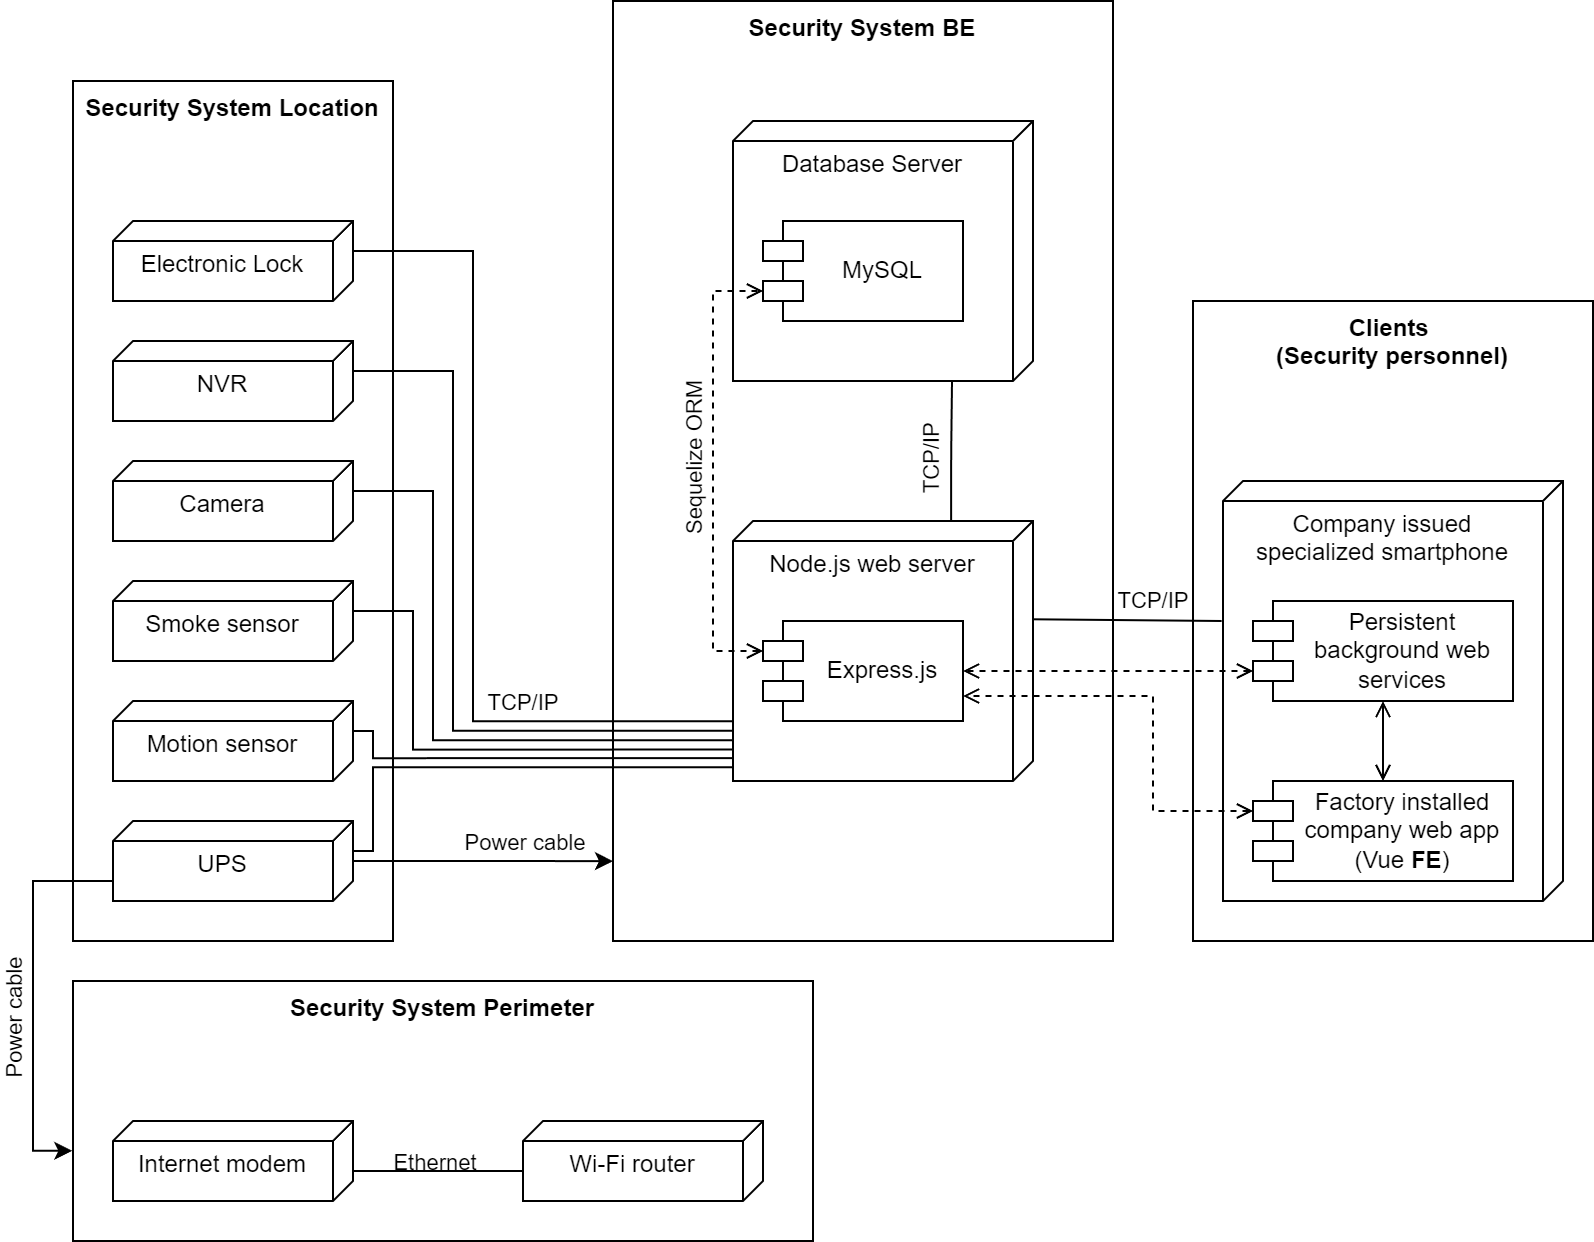 Security System BE
Security System Location
Database Server
MySQL
Electronic Lock
NVR
Camera
Smoke sensor
Motion sensor
UPS
Sequelize ORM
TCP/IP
Node.js web server
Express.js
TCP/IP
Power cable
TCP/IP
Clients
(Security personnel)
Company issued
specialized smartphone
Persistent
background web
services
Factory installed
company web app
(Vue FE)
Power cable
Security System Perimeter
Internet modem
Ethernet
Wi-Fi router